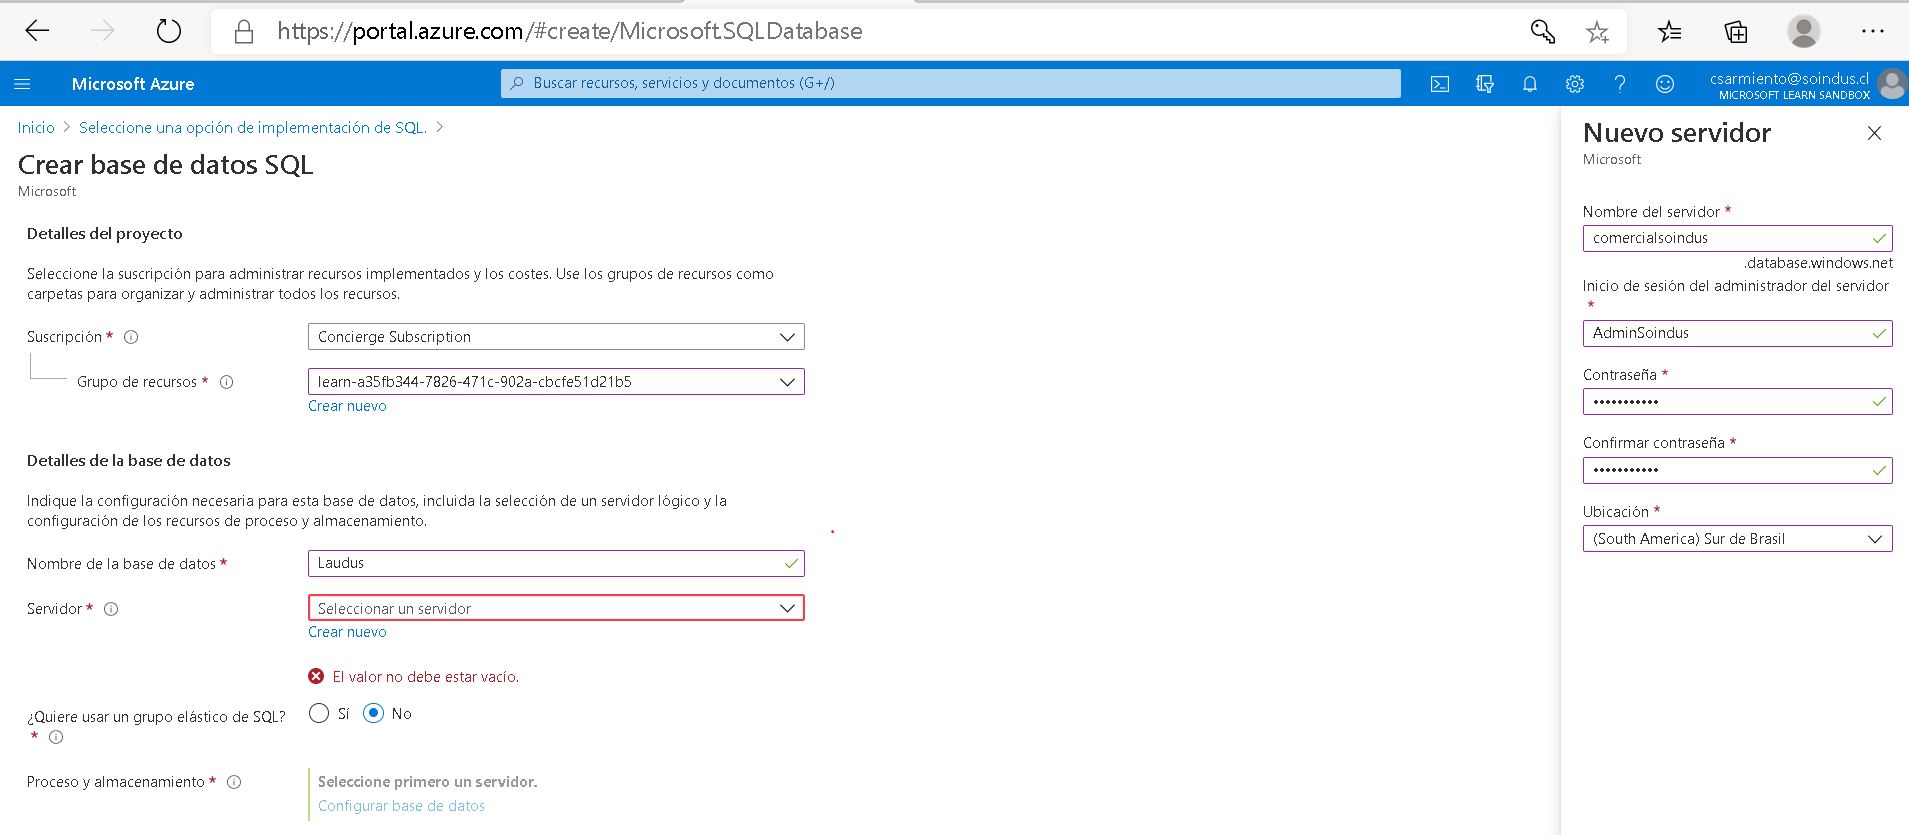 https://portal.azure.com/#create/Microsoft.SQLDatabase
Microsoft Azure
Buscar recursos, servicios y documentos (G+/)
csarmiento@soindus.cl
MICROSOFT LEARN SANDBOX
Inicio > Seleccione una opción de implementación de SQL. >
Crear base de datos SQL
Microsoft
Detalles del proyecto
Seleccione la suscripción para administrar recursos implementados y los costes. Use los grupos de recursos como
carpetas para organizar y administrar todos los recursos.
Suscripción *
Concierge Subscription
Grupo de recursos *
learn-a35fb344-7826-471c-902a-cbcfe51d21b5
Crear nuevo
Detalles de la base de datos
Indique la configuración necesaria para esta base de datos, incluida la selección de un servidor lógico y la
configuración de los recursos de proceso y almacenamiento.
Nombre de la base de datos *
Laudus
Servidor *
Seleccionar un servidor
Crear nuevo
El valor no debe estar vacío.
¿Quiere usar un grupo elástico de SQL?
*
Sí No
Proceso y almacenamiento *
Seleccione primero un servidor.
Configurar base de datos
Nuevo servidor
Microsoft
Nombre del servidor *
comercialsoindus
.database.windows.net
Inicio de sesión del administrador del servidor
*
AdminSoindus
Contraseña *
•••••••••••
Confirmar contraseña *
•••••••••••
Ubicación *
(South America) Sur de Brasil